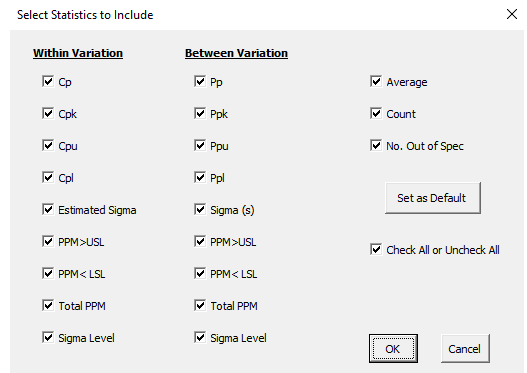 Select Statistics to Include
Within Variation Between Variation
Cp Pp Average
Cpk Ppk Count
Cpu Ppu No. Out of Spec
Cpl Ppl
Set as Default
Estimated Sigma Sigma (s)
PPM>USL PPM>USL
Check All or Uncheck All
PPM< LSL PPM< LSL
Total PPM Total PPM
Sigma Level Sigma Level
OK Cancel